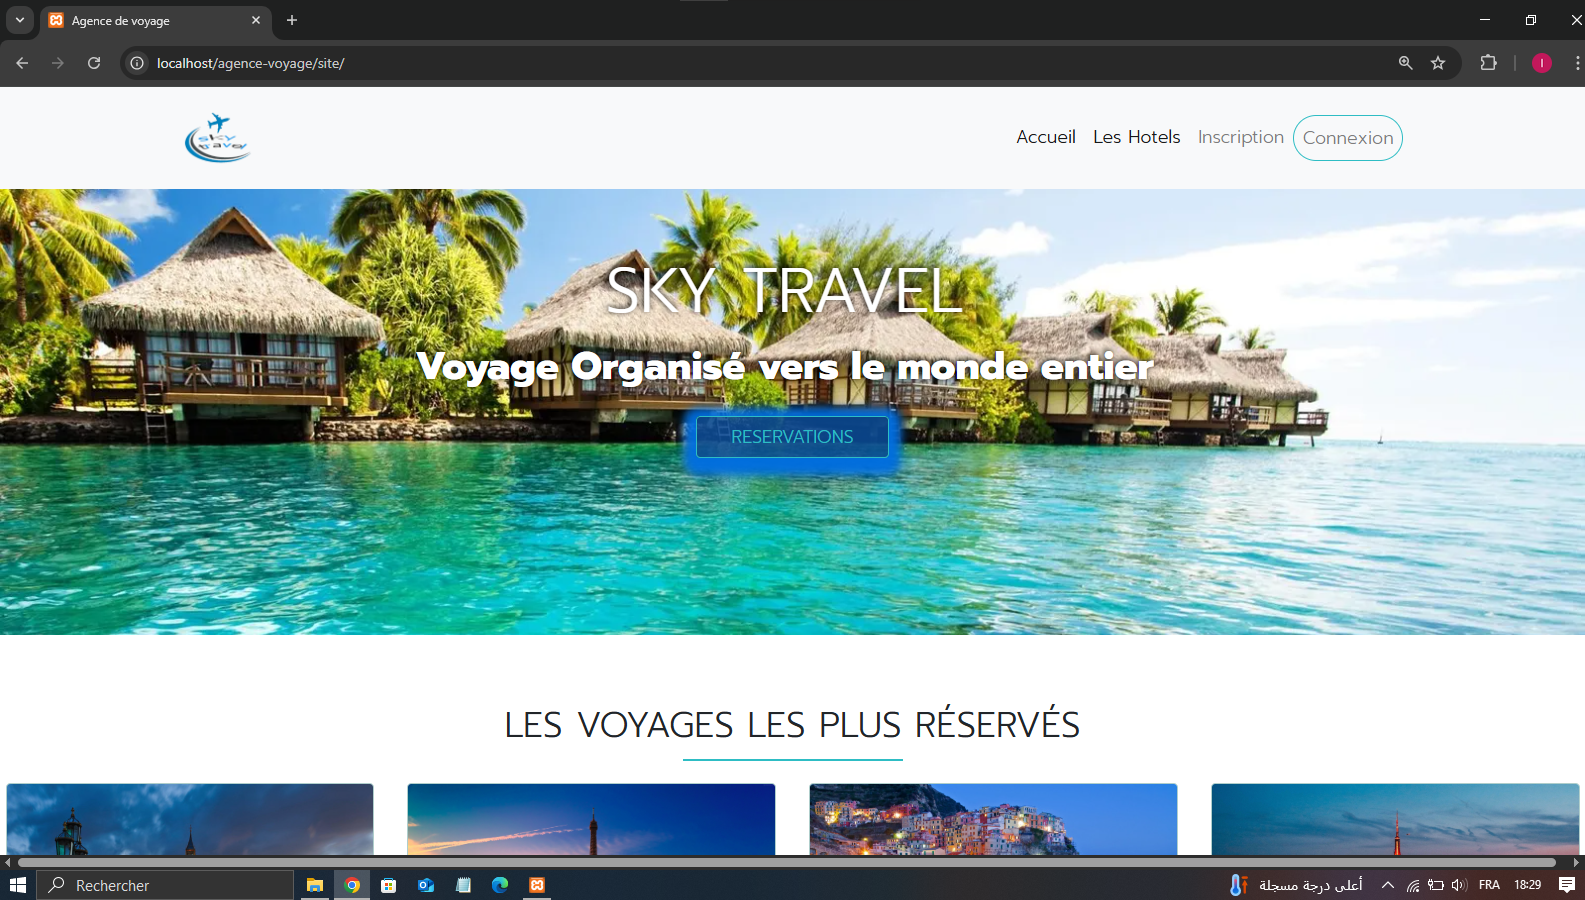 Agence de voyage
localhost/agence-voyage/site/
I
SKY
Travel
Accueil
Les Hotels
Inscription
Connexion
SKY TRAVEL
Voyage Organisé vers le monde entier
RESERVATIONS
LES VOYAGES LES PLUS RÉSERVÉS
Rechercher
أعلى درجة مسجلة
FRA
18:29